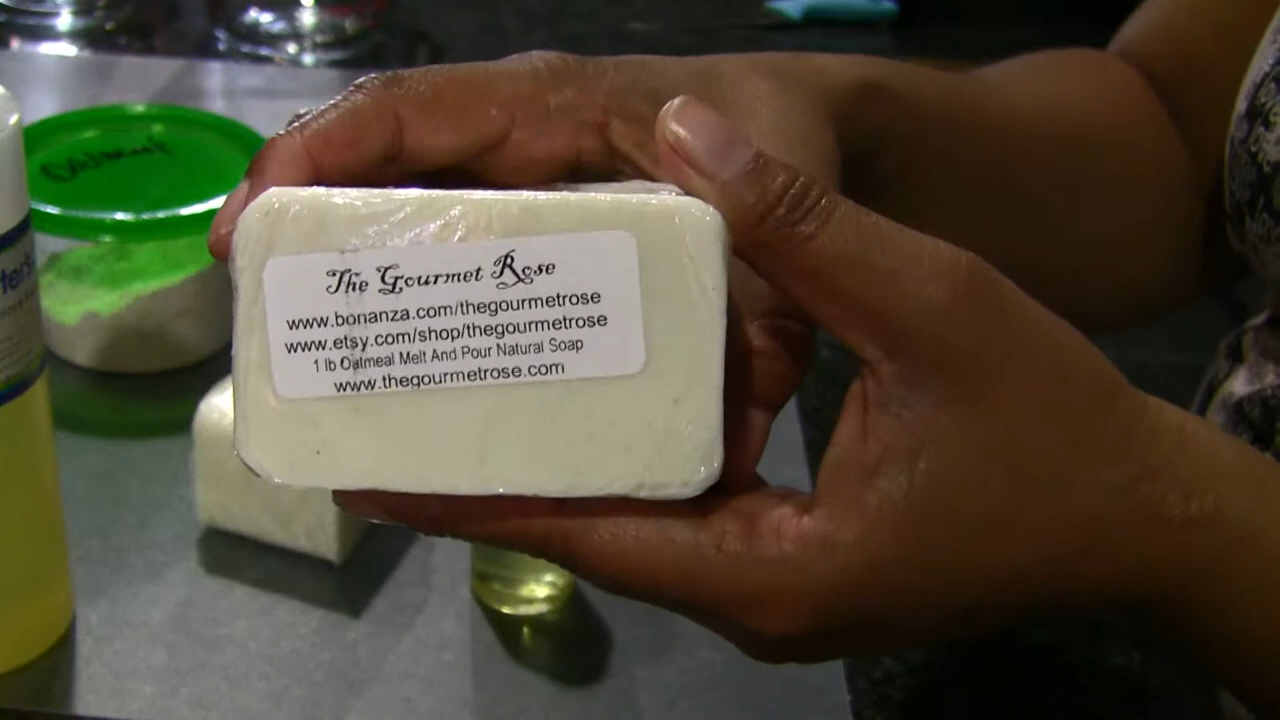 The Gourmet Rose
www.bonanza.com/thegourmetrose
www.etsy.com/shop/thegourmetrose
1 lb Oatmeal Melt And Pour Natural Soap
www.thegourmetrose.com
Oatmeal